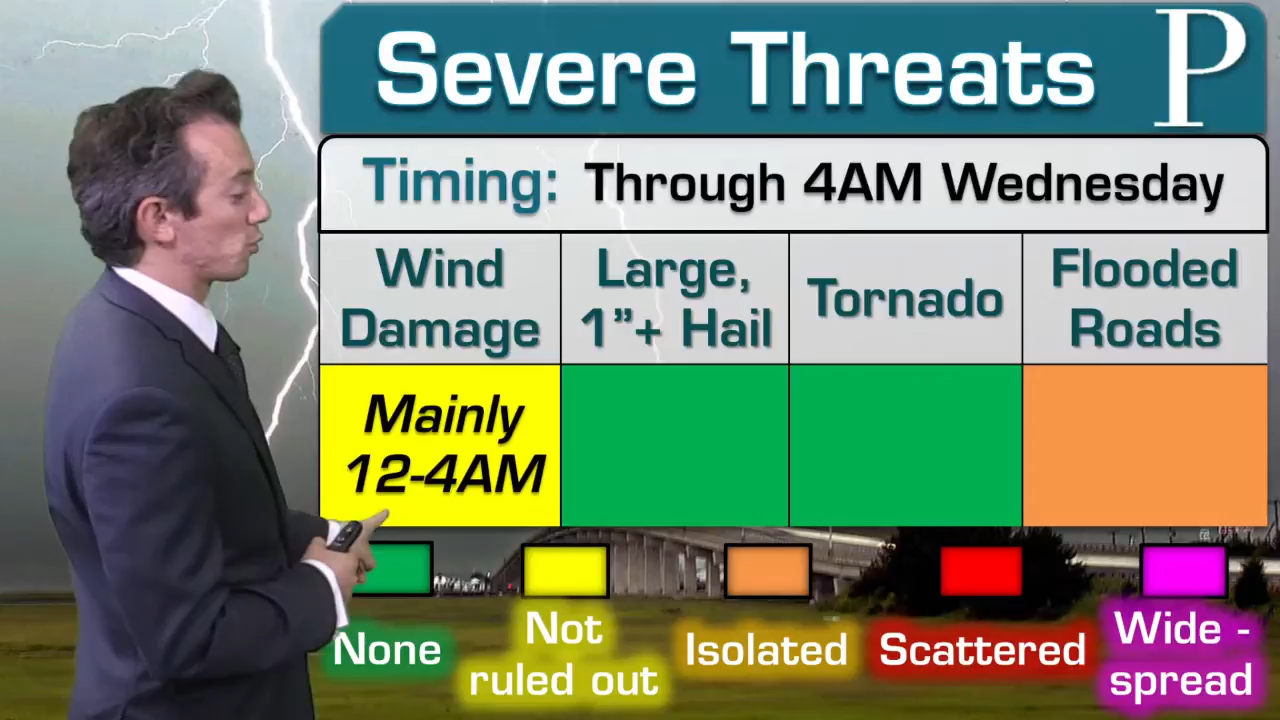 Severe Threats
P
Timing: Through 4AM Wednesday
Wind
Damage
Large,
1”+ Hail
Tornado
Flooded
Roads
Mainly
12-4AM
None
Not
ruled out
Isolated
Scattered
Wide -
spread